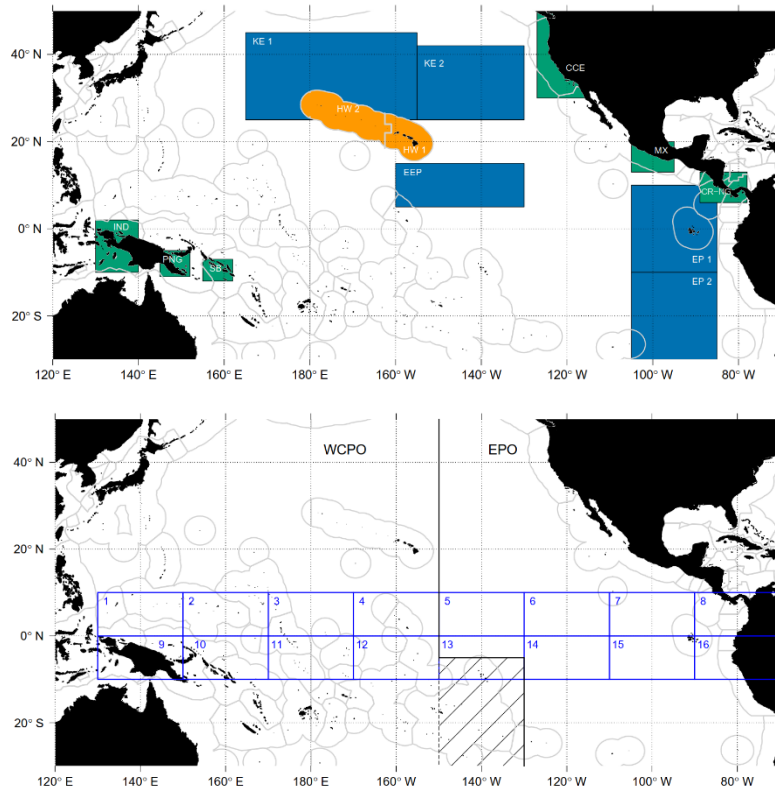 40° N
20° N
0° N
20° S
KE 1
KE 2
HW 2
HW 1
EEP
CCE
MX
CR-NG
IND
PNG
SB
EP 1
EP 2
120° E
140° E
160° E
180° W
160° W
140° W
120° W
100° W
80° W
WCPO
EPO
40° N
20° N
0° N
20° S
1
2
3
4
5
6
7
8
9
10
11
12
13
14
15
16
120° E
140° E
160° E
180° W
160° W
140° W
120° W
100° W
80° W